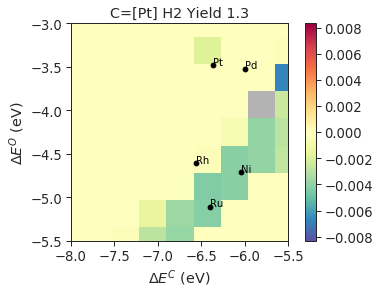 C=[Pt] H2 Yield 1.3
−3.0
−3.5
−4.0
−4.5
−5.0
−5.5
ΔE^O (eV)
Pt
Pd
Rh
Ni
Ru
−8.0 −7.5 −7.0 −6.5 −6.0 −5.5
ΔE^C (eV)
0.008
0.006
0.004
0.002
0.000
−0.002
−0.004
−0.006
−0.008